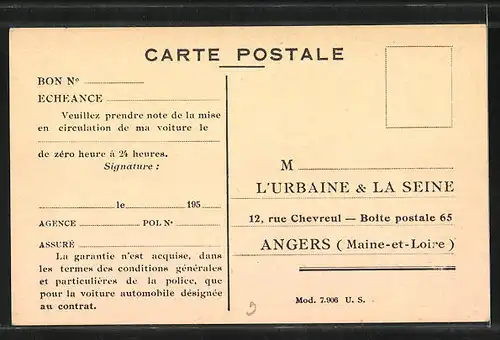 CARTE POSTALE
BON Nº
ECHEANCE
Veuillez prendre note de la mise
en circulation de ma voiture le
de zéro heure à 24 heures.
Signature :
le 195
AGENCE POL Nº
ASSURÉ
La garantie n'est acquise, dans
les termes des conditions générales
et particulières de la police, que
pour la voiture automobile désignée
au contrat.
M
L'URBAINE & LA SEINE
12, rue Chevreul — Boîte postale 65
ANGERS ( Maine-et-Loire )
Mod. 7.906 U. S.
9